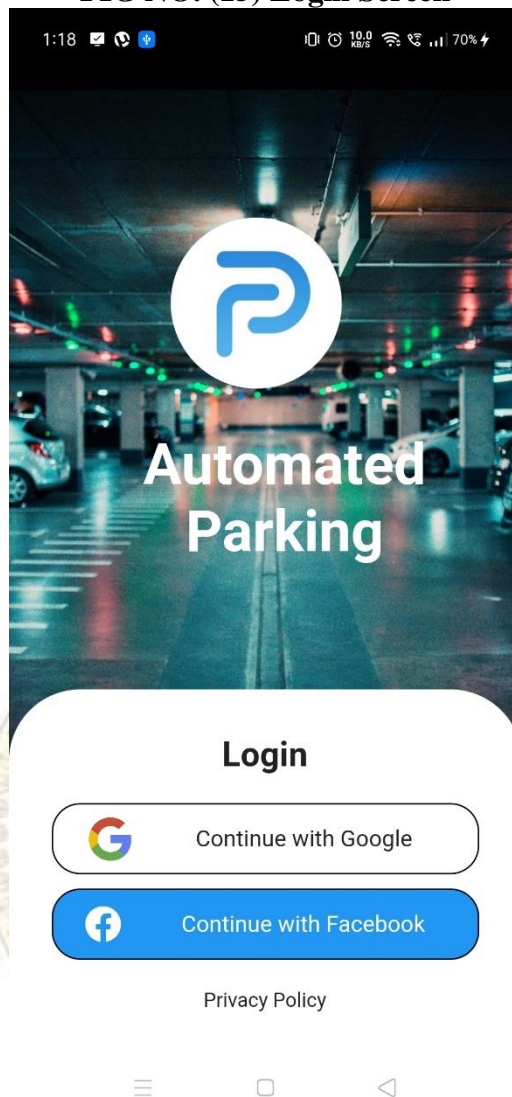 1:18 10.0 KB/S 70%
Automated
Parking
Login
Continue with Google
Continue with Facebook
Privacy Policy